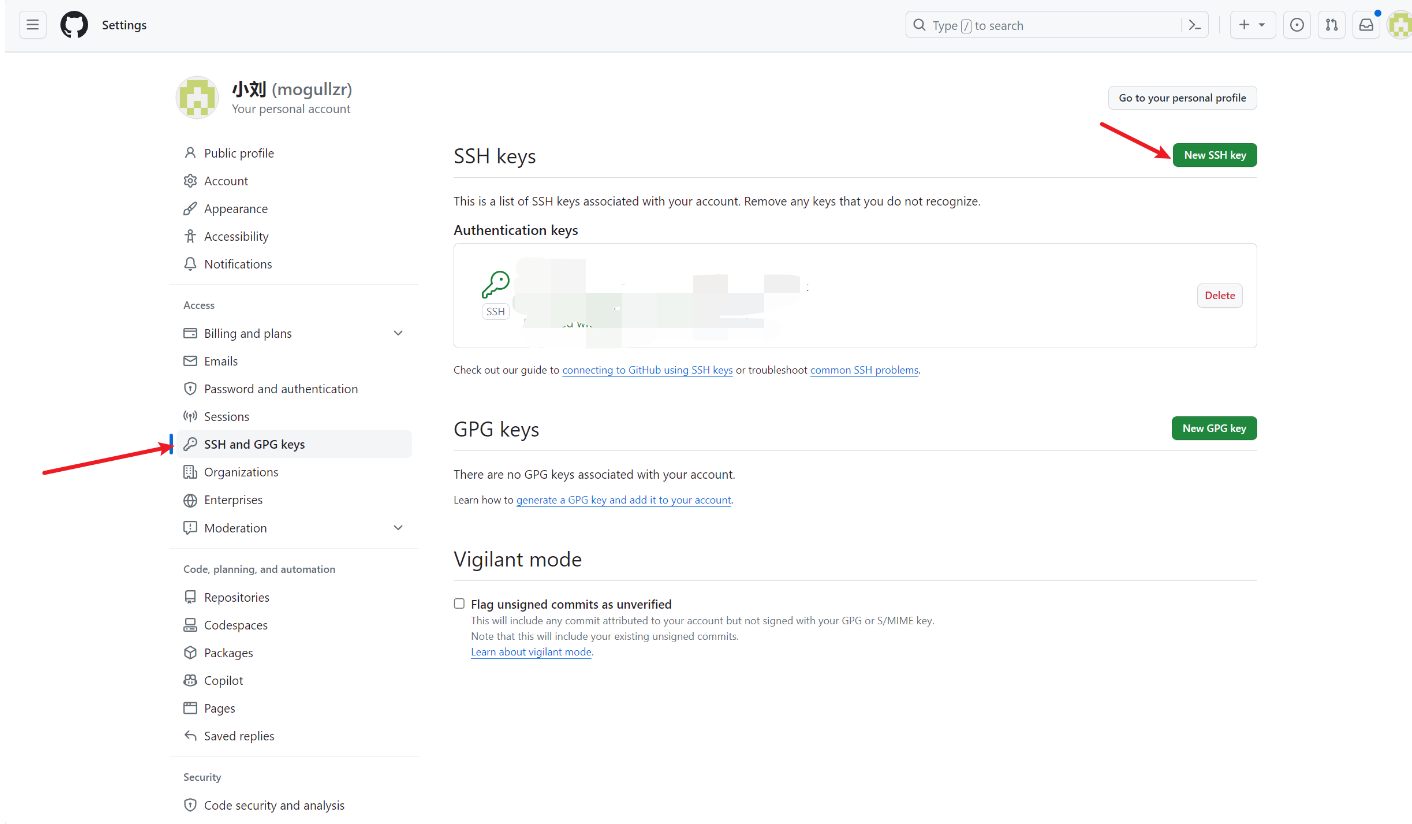 Settings
Type / to search
小刘 (mogullzr)
Your personal account
Go to your personal profile
Public profile
Account
Appearance
Accessibility
Notifications
Access
Billing and plans
Emails
Password and authentication
Sessions
SSH and GPG keys
Organizations
Enterprises
Moderation
Code, planning, and automation
Repositories
Codespaces
Packages
Copilot
Pages
Saved replies
Security
Code security and analysis
SSH keys
New SSH key
This is a list of SSH keys associated with your account. Remove any keys that you do not recognize.
Authentication keys
SSH
Delete
Check out our guide to connecting to GitHub using SSH keys or troubleshoot common SSH problems.
GPG keys
New GPG key
There are no GPG keys associated with your account.
Learn how to generate a GPG key and add it to your account.
Vigilant mode
Flag unsigned commits as unverified
This will include any commit attributed to your account but not signed with your GPG or S/MIME key.
Note that this will include your existing unsigned commits.
Learn about vigilant mode.